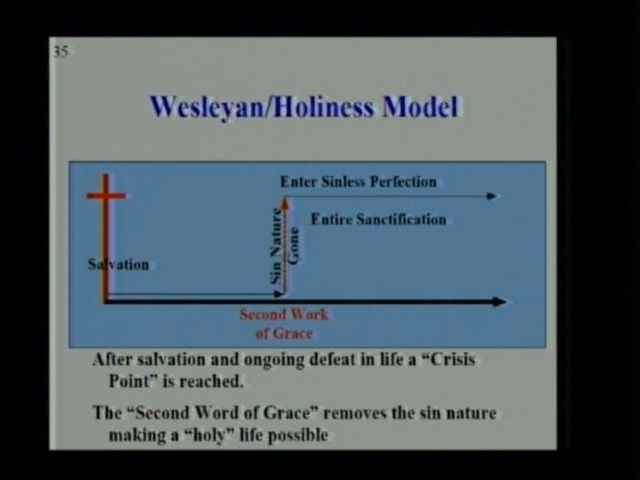 35
Wesleyan/Holiness Model
Enter Sinless Perfection
Sin Nature
Gone
Entire Sanctification
Salvation
Second Work
of Grace
After salvation and ongoing defeat in life a “Crisis
Point” is reached.
The “Second Word of Grace” removes the sin nature
making a “holy” life possible